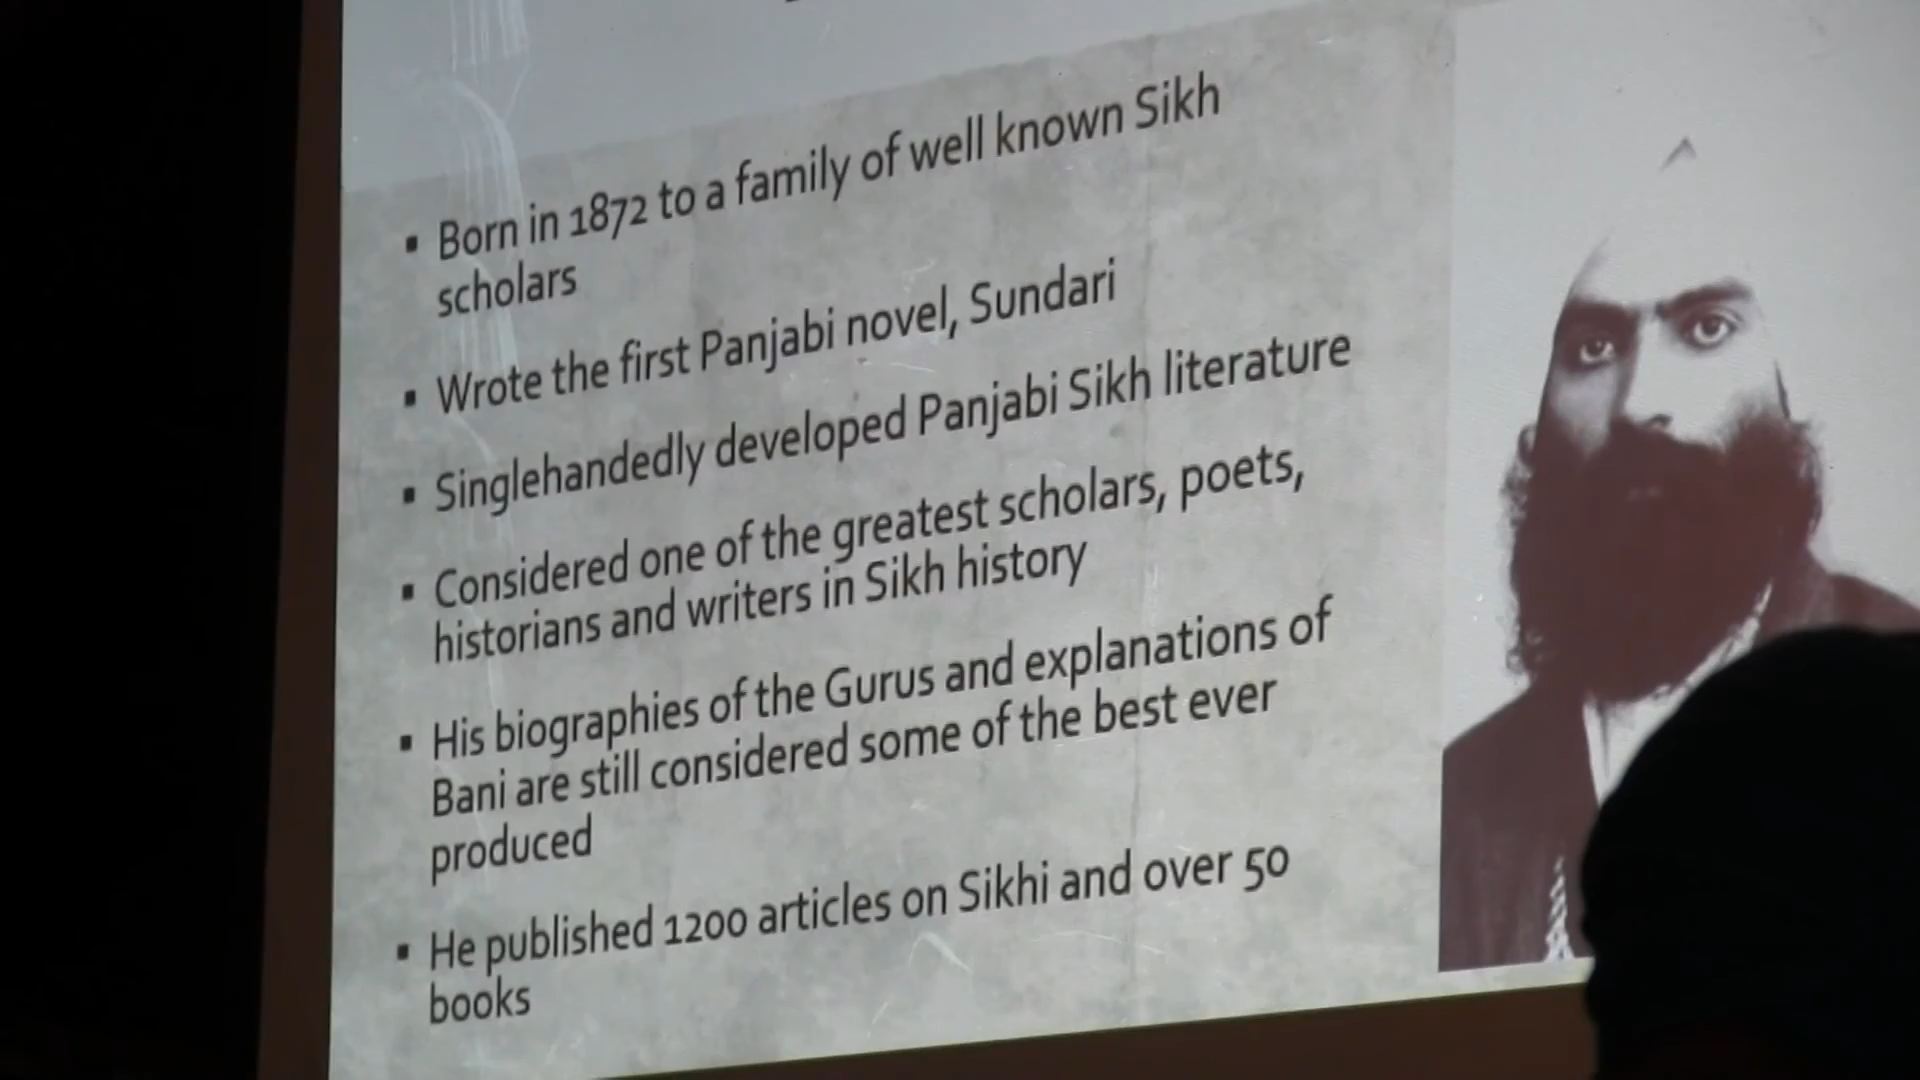 ▪ Born in 1872 to a family of well known Sikh
scholars
▪ Wrote the first Panjabi novel, Sundari
▪ Singlehandedly developed Panjabi Sikh literature
▪ Considered one of the greatest scholars, poets,
historians and writers in Sikh history
▪ His biographies of the Gurus and explanations of
Bani are still considered some of the best ever
produced
▪ He published 1200 articles on Sikhi and over 50
books